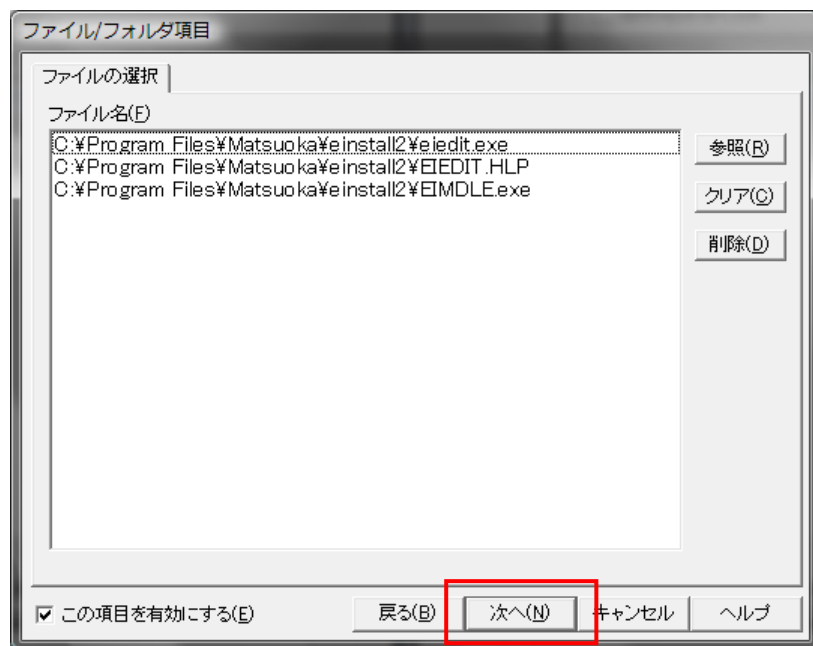 ファイル/フォルダ項目
ファイルの選択
ファイル名(F)
C:¥Program Files¥Matsuoka¥einstall2¥eiedit.exe
C:¥Program Files¥Matsuoka¥einstall2¥EIEDIT.HLP
C:¥Program Files¥Matsuoka¥einstall2¥EIMDLE.exe
参照(R)
クリア(C)
削除(D)
この項目を有効にする(E)
戻る(B)
次へ(N)
キャンセル
ヘルプ